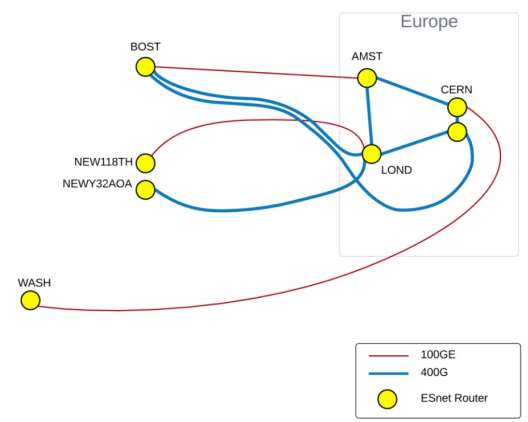 Europe
BOST
AMST
CERN
NEW118TH
LOND
NEWY32AOA
WASH
100GE
400G
ESnet Router